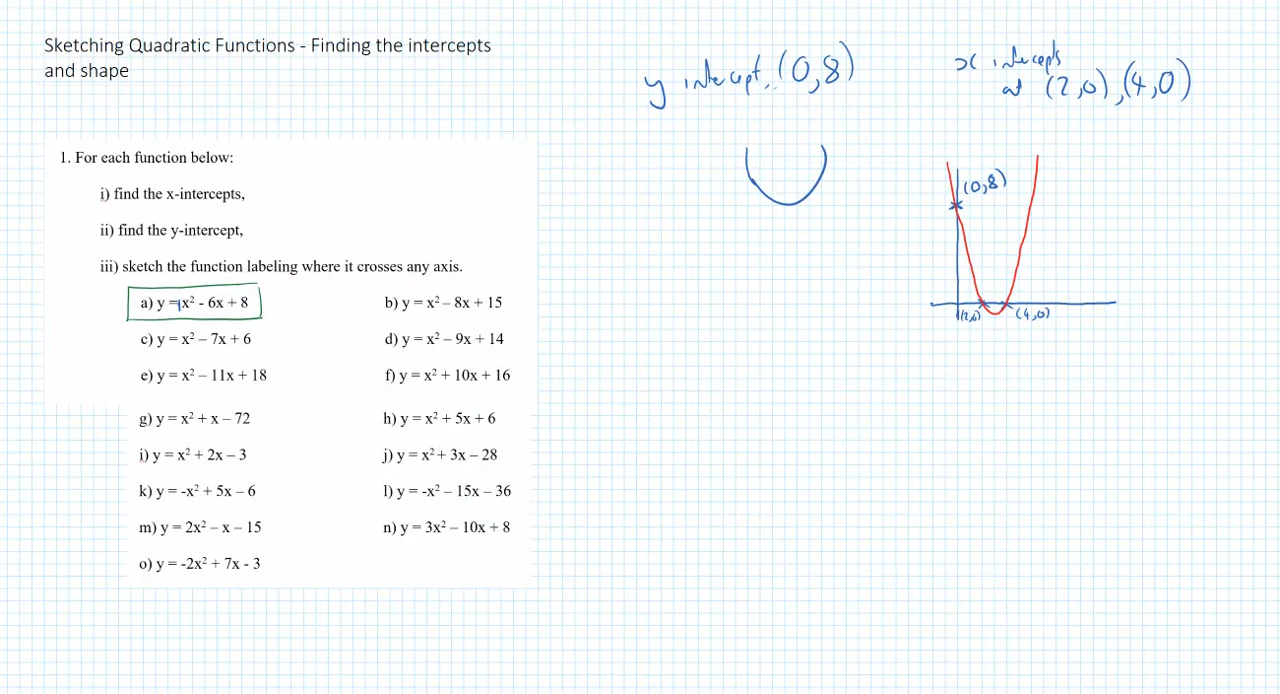 Sketching Quadratic Functions - Finding the intercepts
and shape
y intercept, (0,8)
x intercepts
at (2,0), (4,0)
1. For each function below:
i) find the x-intercepts,
ii) find the y-intercept,
iii) sketch the function labeling where it crosses any axis.
a) y = 1x² - 6x + 8
b) y = x² – 8x + 15
c) y = x² – 7x + 6
d) y = x² – 9x + 14
e) y = x² – 11x + 18
f) y = x² + 10x + 16
g) y = x² + x – 72
h) y = x² + 5x + 6
i) y = x² + 2x – 3
j) y = x² + 3x – 28
k) y = -x² + 5x – 6
l) y = -x² – 15x – 36
m) y = 2x² – x – 15
n) y = 3x² – 10x + 8
o) y = -2x² + 7x - 3
(0,8)
(2,0)
(4,0)